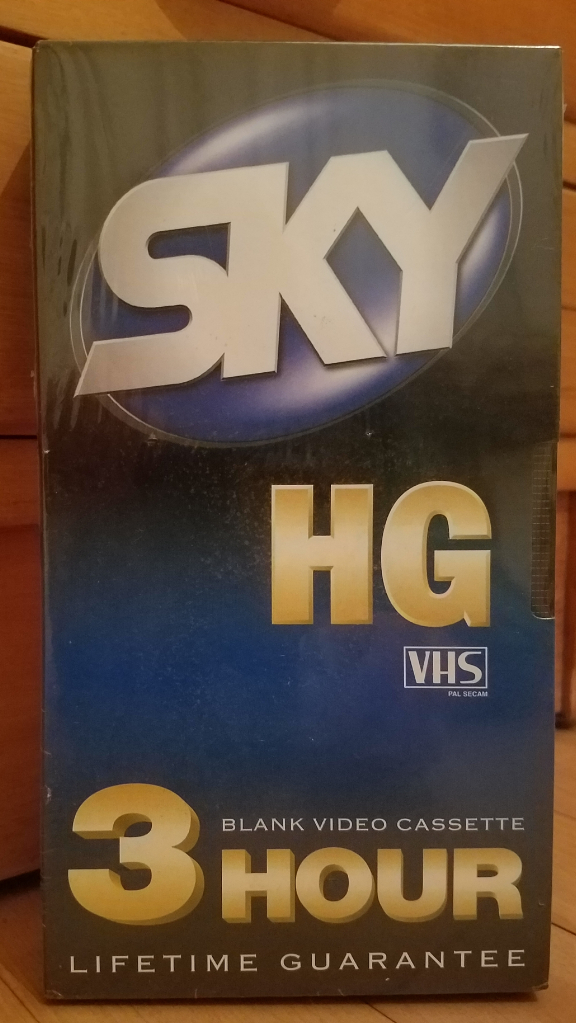 SKY
HG
VHS
PAL SECAM
BLANK VIDEO CASSETTE
3 HOUR
LIFETIME GUARANTEE